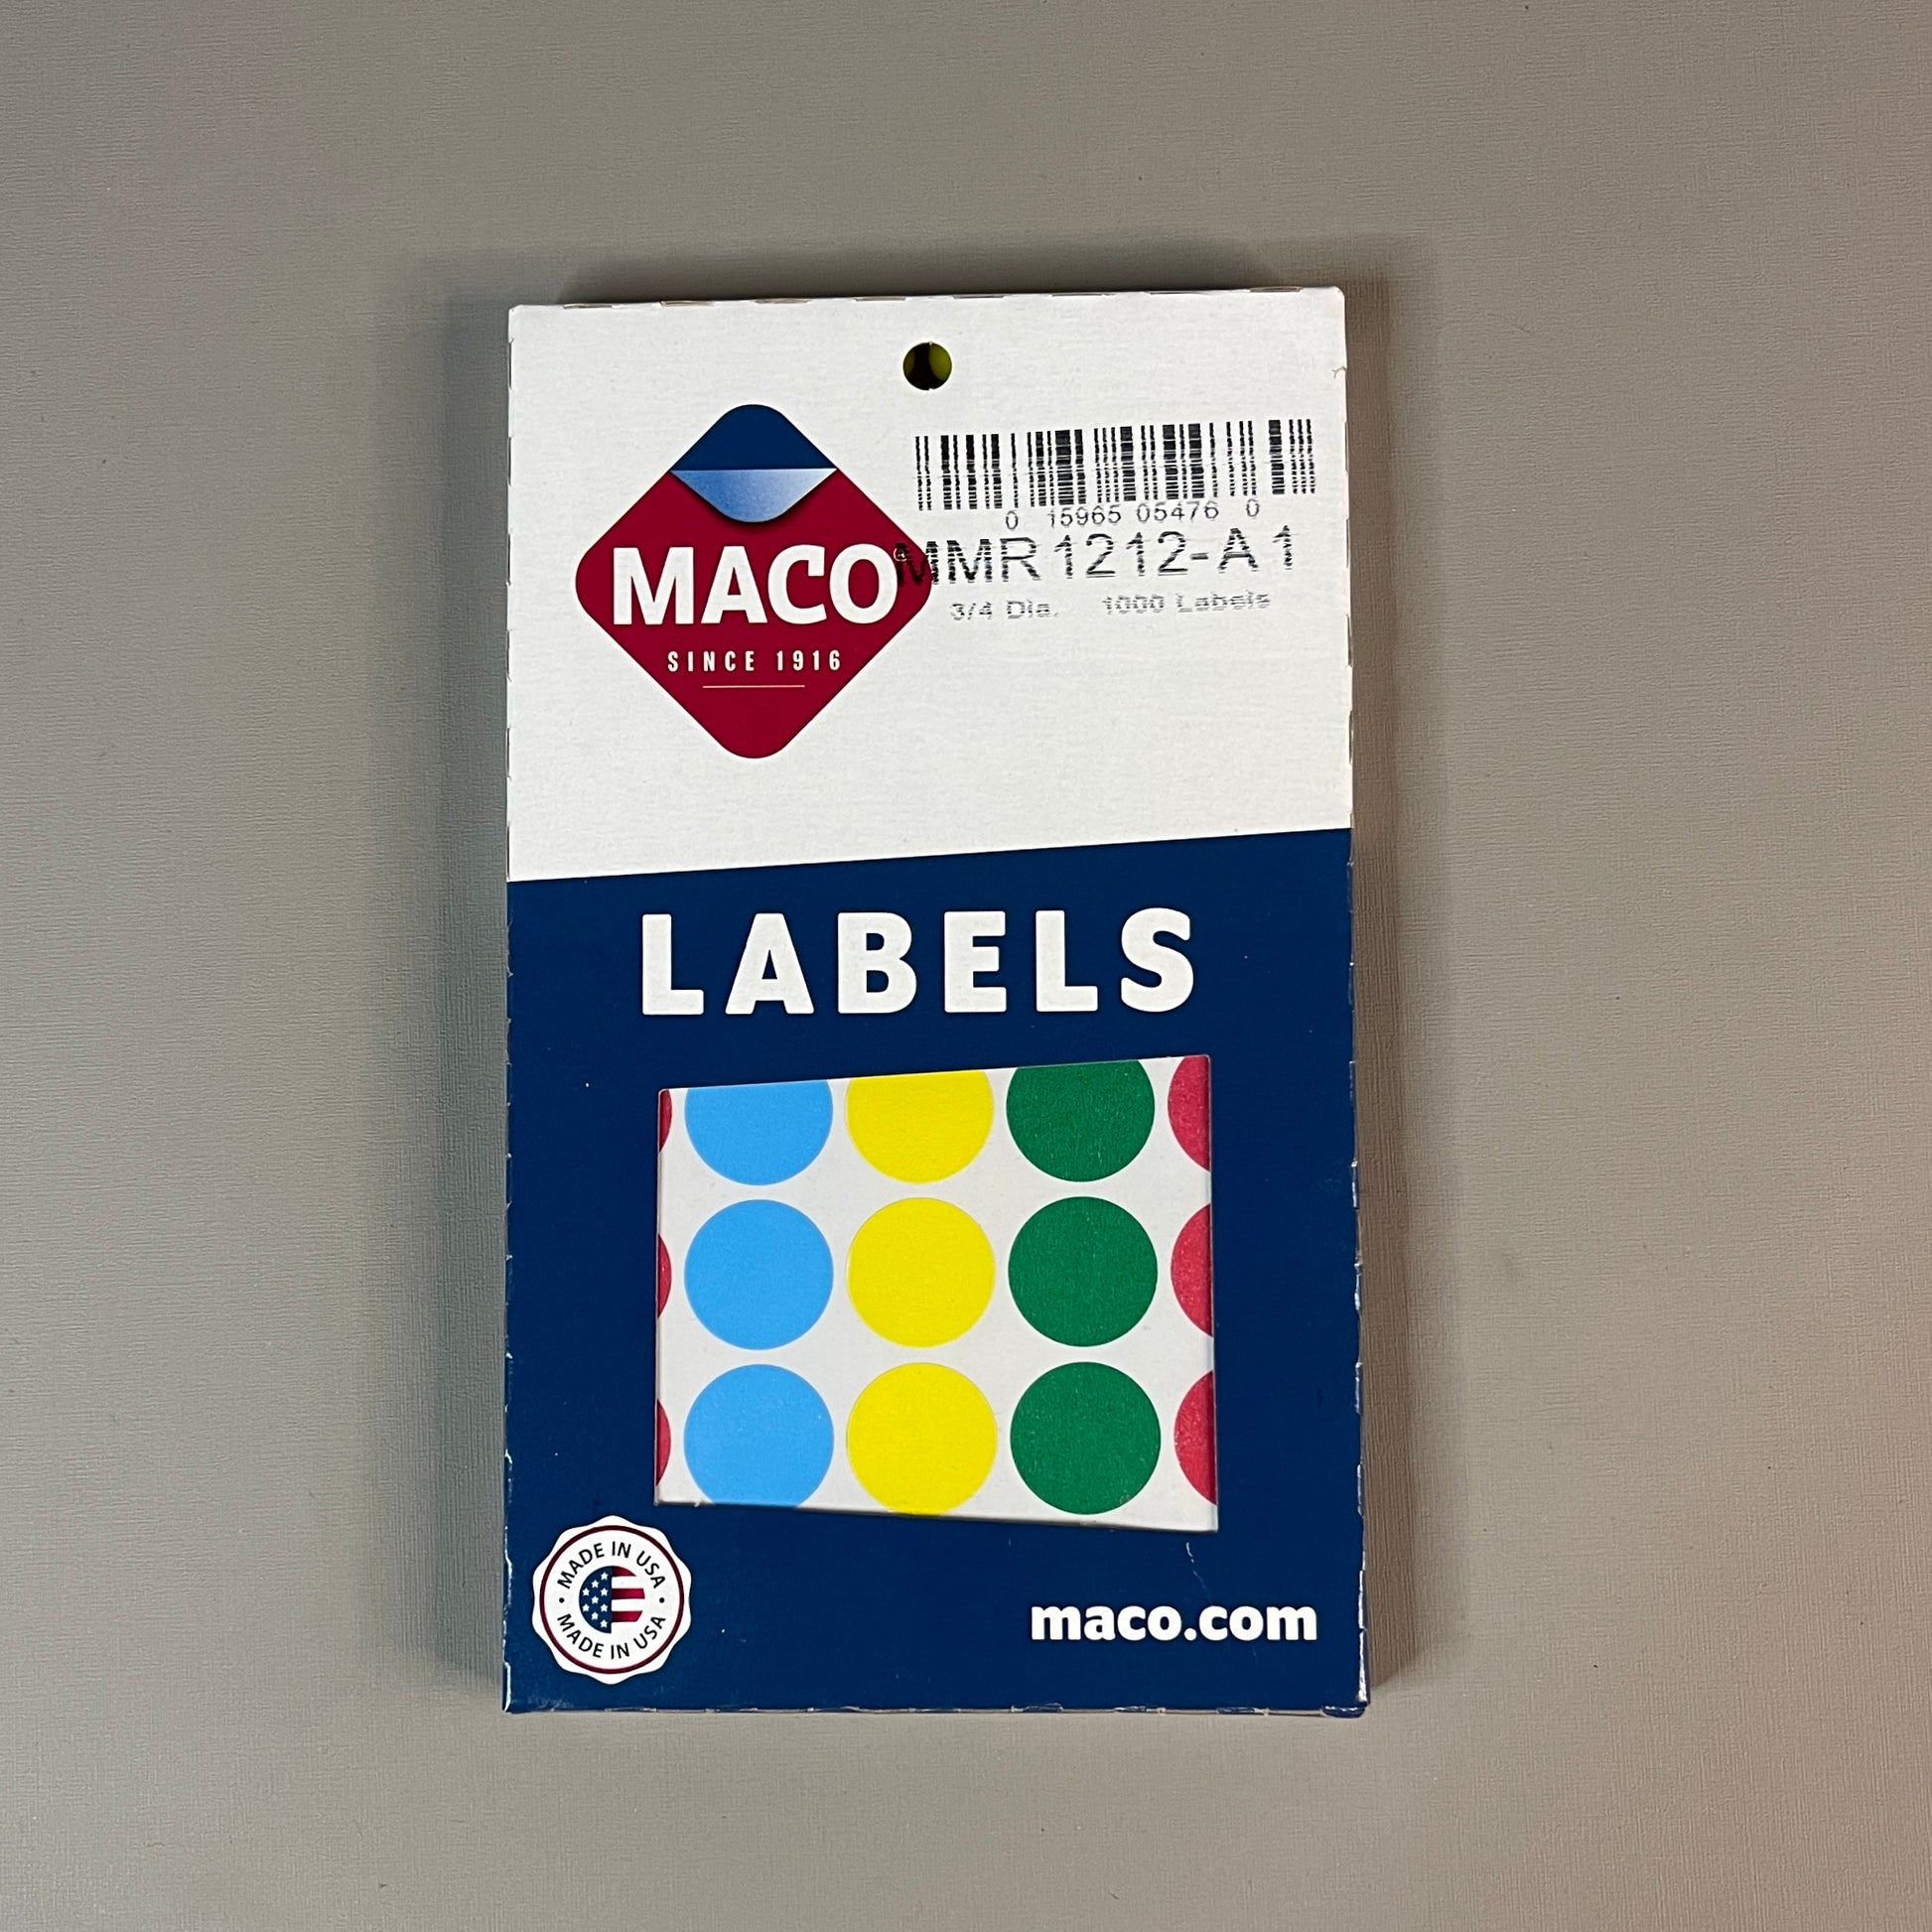 0 15965 05476 0
MMR1212-A1
3/4 Dia. 1000 Labels
MACO®
SINCE 1916
LABELS
MADE IN USA
MADE IN USA
maco.com